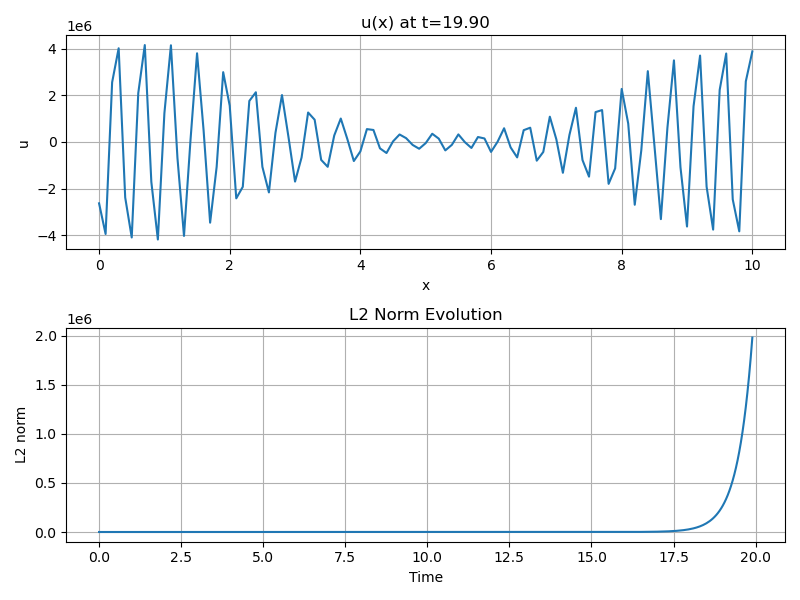 u(x) at t=19.90
1e6
4
2
0
−2
−4
u
0 2 4 6 8 10
x
L2 Norm Evolution
1e6
2.0
1.5
1.0
0.5
0.0
L2 norm
0.0 2.5 5.0 7.5 10.0 12.5 15.0 17.5 20.0
Time